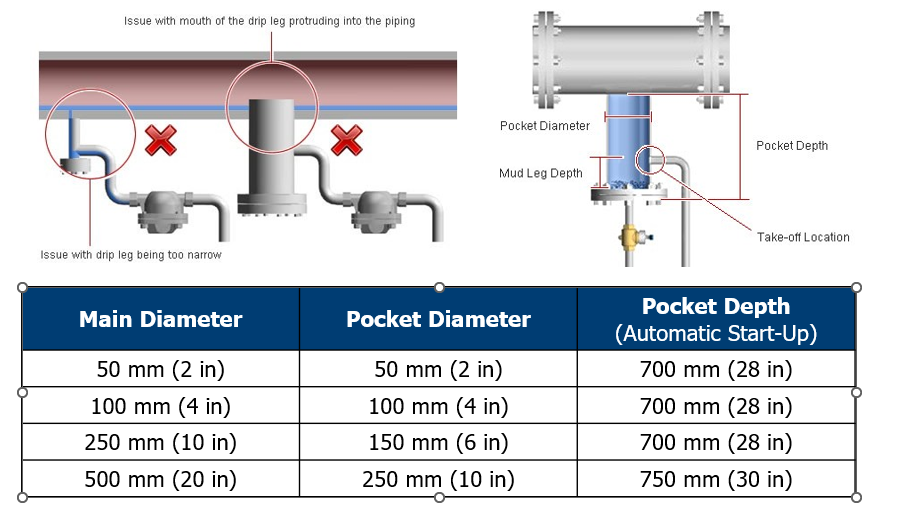 Issue with mouth of the drip leg protruding into the piping
Issue with drip leg being too narrow
Pocket Diameter
Mud Leg Depth
Pocket Depth
Take-off Location
Main Diameter Pocket Diameter Pocket Depth
(Automatic Start-Up)
50 mm (2 in) 50 mm (2 in) 700 mm (28 in)
100 mm (4 in) 100 mm (4 in) 700 mm (28 in)
250 mm (10 in) 150 mm (6 in) 700 mm (28 in)
500 mm (20 in) 250 mm (10 in) 750 mm (30 in)